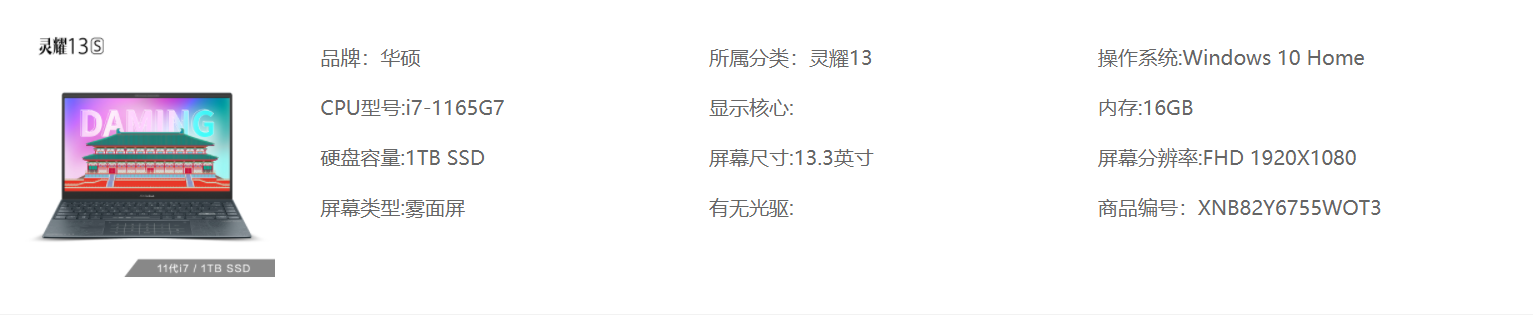 灵耀13S
DAMING
11代i7 / 1TB SSD
品牌：华硕
所属分类：灵耀13
操作系统:Windows 10 Home
CPU型号:i7-1165G7
显示核心:
内存:16GB
硬盘容量:1TB SSD
屏幕尺寸:13.3英寸
屏幕分辨率:FHD 1920X1080
屏幕类型:雾面屏
有无光驱:
商品编号：XNB82Y6755WOT3